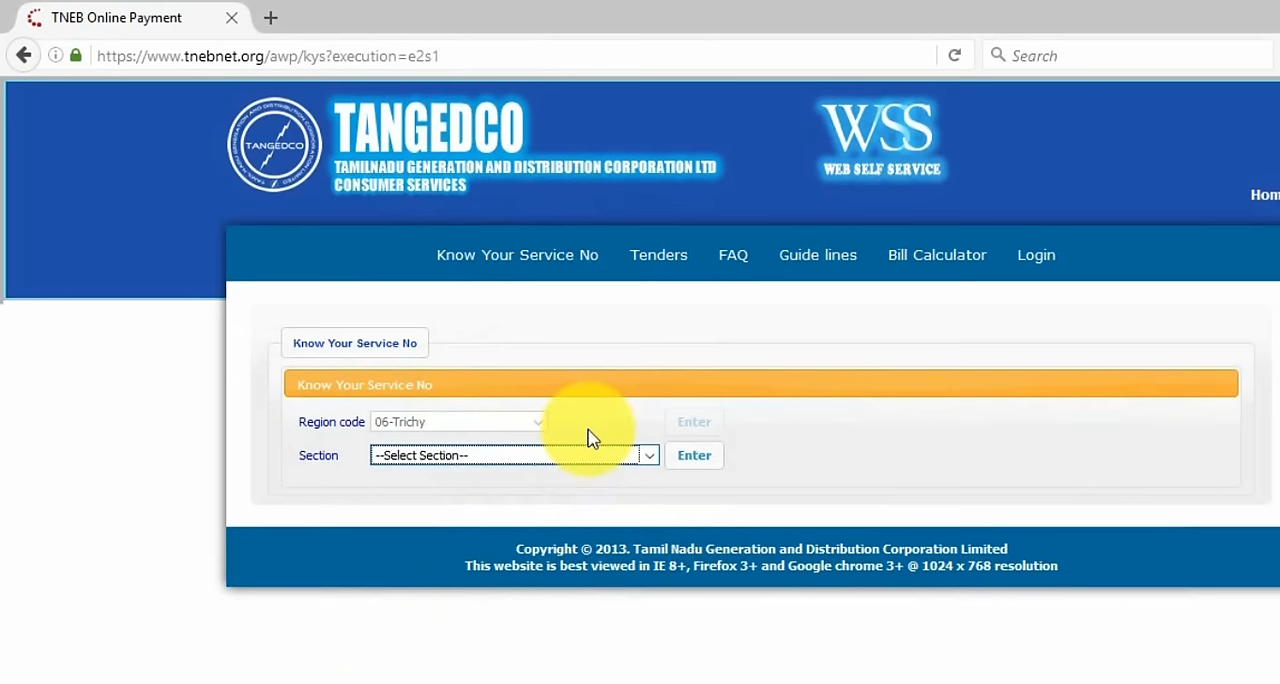 TNEB Online Payment
https://www.tnebnet.org/awp/kys?execution=e2s1
Search
TANGEDCO
TANGEDCO
TAMILNADU GENERATION AND DISTRIBUTION CORPORATION LTD
CONSUMER SERVICES
WSS
WEB SELF SERVICE
Hom
Know Your Service No Tenders FAQ Guide lines Bill Calculator Login
Know Your Service No
Know Your Service No
Region code 06-Trichy Enter
Section --Select Section-- Enter
Copyright © 2013. Tamil Nadu Generation and Distribution Corporation Limited
This website is best viewed in IE 8+, Firefox 3+ and Google chrome 3+ @ 1024 x 768 resolution